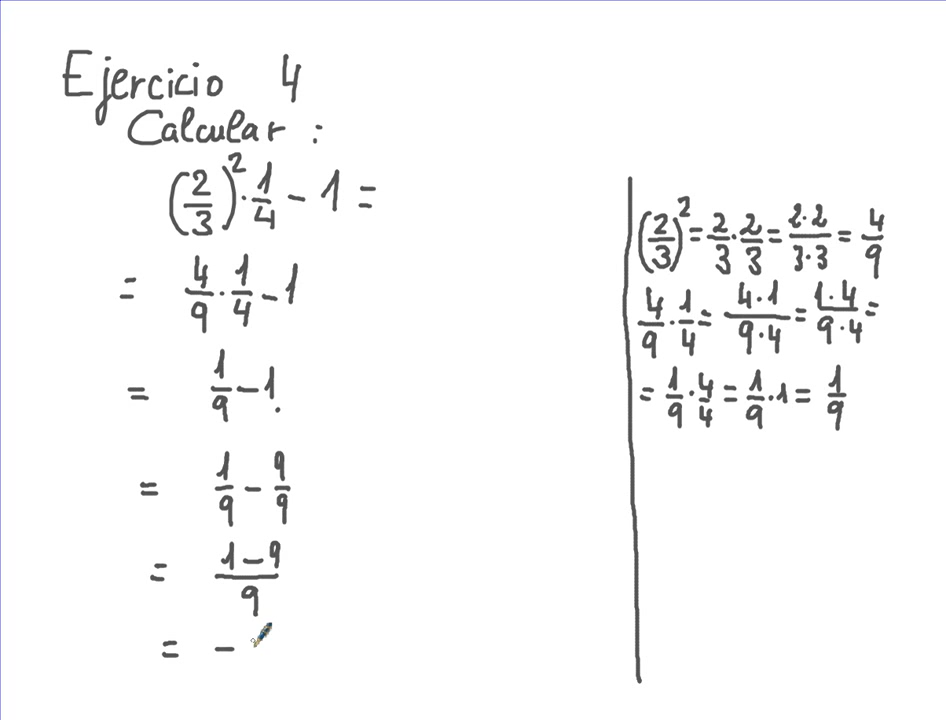 Ejercicio 4
Calcular :
(2/3)² · 1/4 - 1 =
= 4/9 · 1/4 - 1
= 1/9 - 1.
= 1/9 - 9/9
= (1-9)/9
= -
(2/3)² = 2/3 · 2/3 = (2·2)/(3·3) = 4/9
4/9 · 1/4 = (4·1)/(9·4) = (1·4)/(9·4) =
= 1/9 · 4/4 = 1/9 · 1 = 1/9